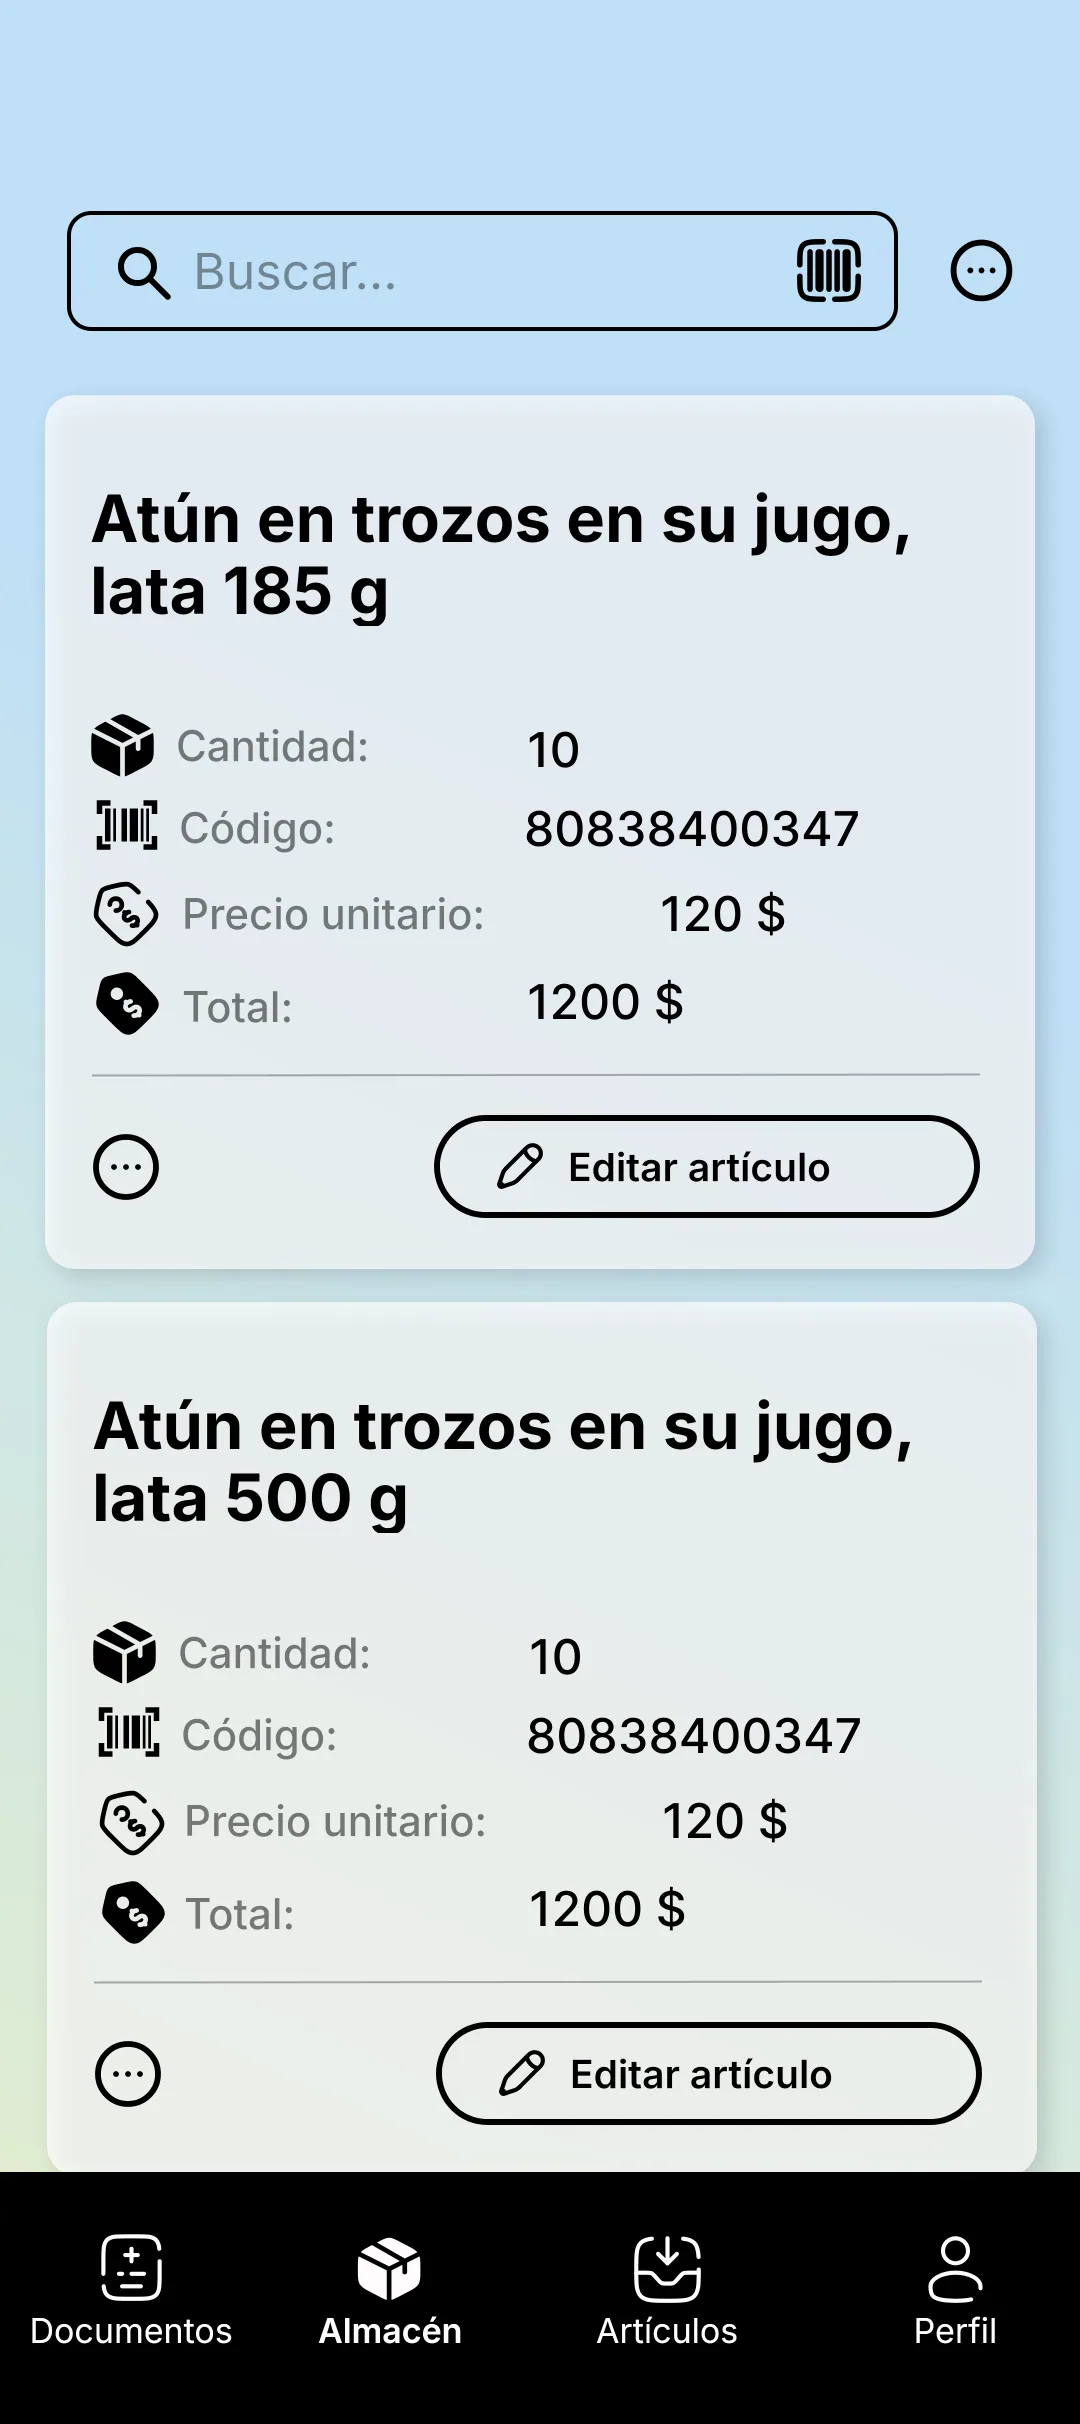 Buscar...
Atún en trozos en su jugo,
lata 185 g
Cantidad: 10
Código: 80838400347
Precio unitario: 120 $
Total: 1200 $
Editar artículo
Atún en trozos en su jugo,
lata 500 g
Cantidad: 10
Código: 80838400347
Precio unitario: 120 $
Total: 1200 $
Editar artículo
Documentos Almacén Artículos Perfil